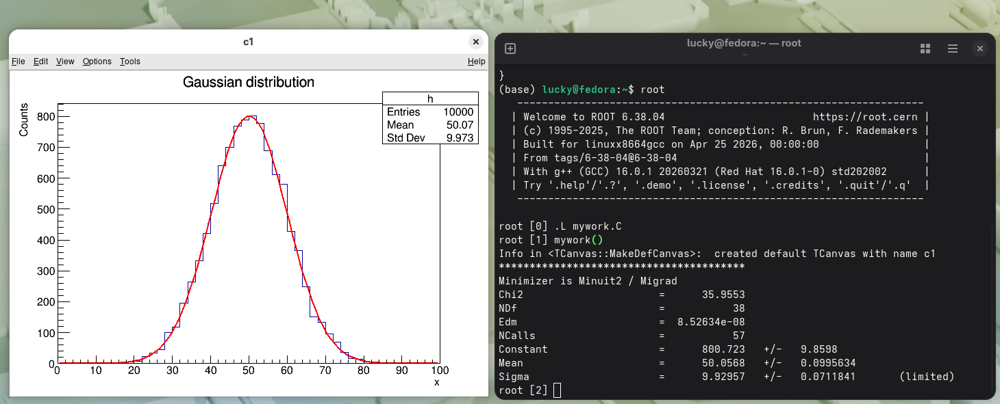 c1
File Edit View Options Tools Help
Gaussian distribution
h
Entries 10000
Mean 50.07
Std Dev 9.973
Counts
800
700
600
500
400
300
200
100
0
0 10 20 30 40 50 60 70 80 90 100
x
lucky@fedora:~ — root
~
}
(base) lucky@fedora:~$ root
------------------------------------------------------------------
| Welcome to ROOT 6.38.04 https://root.cern |
| (c) 1995-2025, The ROOT Team; conception: R. Brun, F. Rademakers |
| Built for linuxx8664gcc on Apr 25 2026, 00:00:00 |
| From tags/6-38-04@6-38-04 |
| With g++ (GCC) 16.0.1 20260321 (Red Hat 16.0.1-0) std202002 |
| Try '.help'/'.?', '.demo', '.license', '.credits', '.quit'/'.q' |
------------------------------------------------------------------
root [0] .L mywork.C
root [1] mywork()
Info in <TCanvas::MakeDefCanvas>: created default TCanvas with name c1
****************************************
Minimizer is Minuit2 / Migrad
Chi2 = 35.9553
NDf = 38
Edm = 8.52634e-08
NCalls = 57
Constant = 800.723 +/- 9.8598
Mean = 50.0568 +/- 0.0995634
Sigma = 9.92957 +/- 0.0711841 (limited)
root [2]